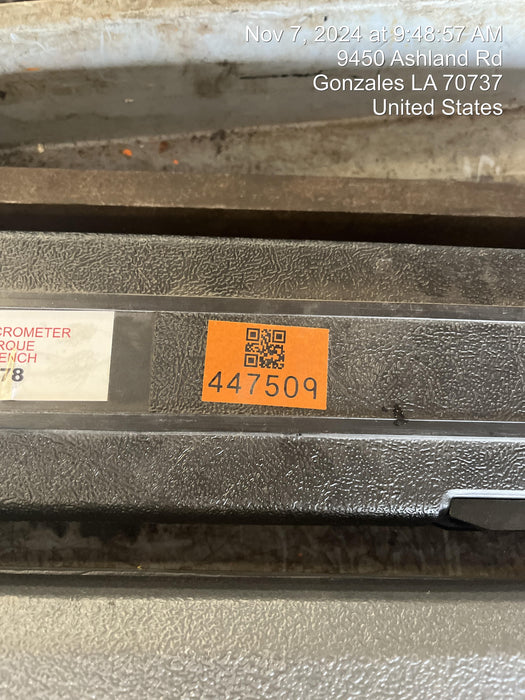 Nov 7, 2024 at 9:48:57 AM
9450 Ashland Rd
Gonzales LA 70737
United States
CROMETER
RQUE
ENCH
78
447509